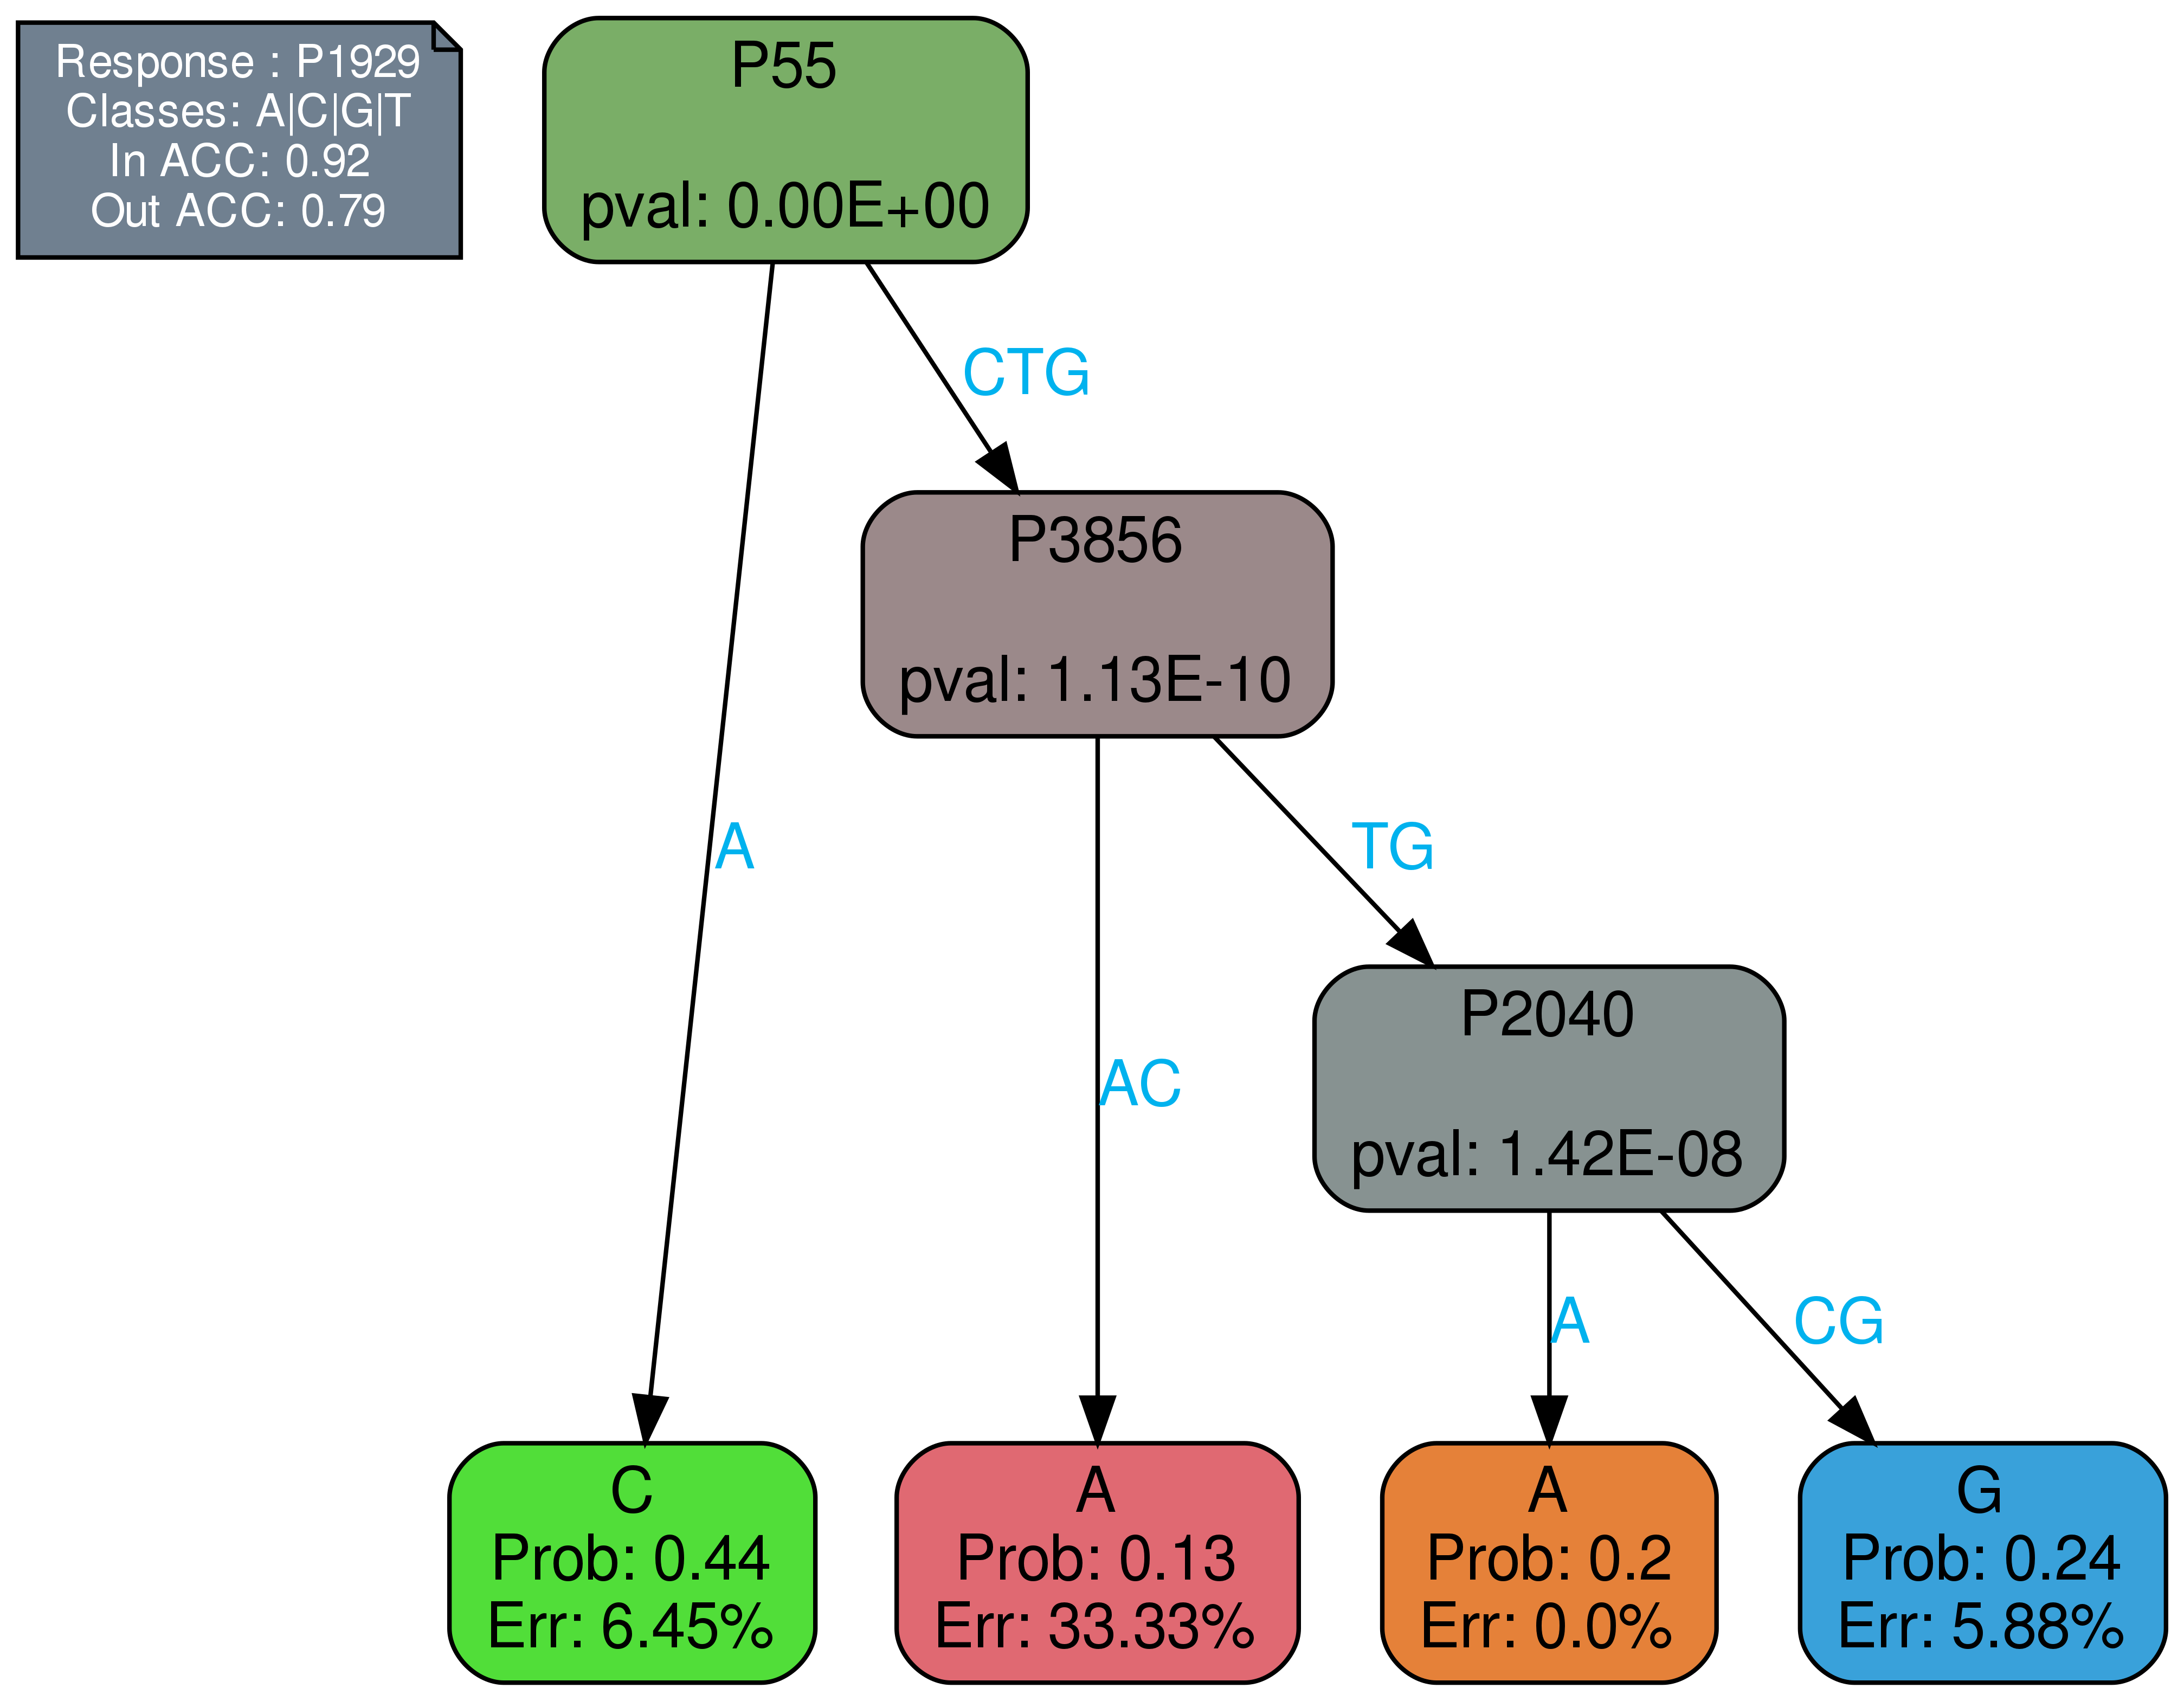 Response : P1929
Classes: A|C|G|T
In ACC: 0.92
Out ACC: 0.79
P55
pval: 0.00E+00
CTG
P3856
pval: 1.13E-10
A
TG
P2040
pval: 1.42E-08
AC
A
CG
C
Prob: 0.44
Err: 6.45%
A
Prob: 0.13
Err: 33.33%
A
Prob: 0.2
Err: 0.0%
G
Prob: 0.24
Err: 5.88%